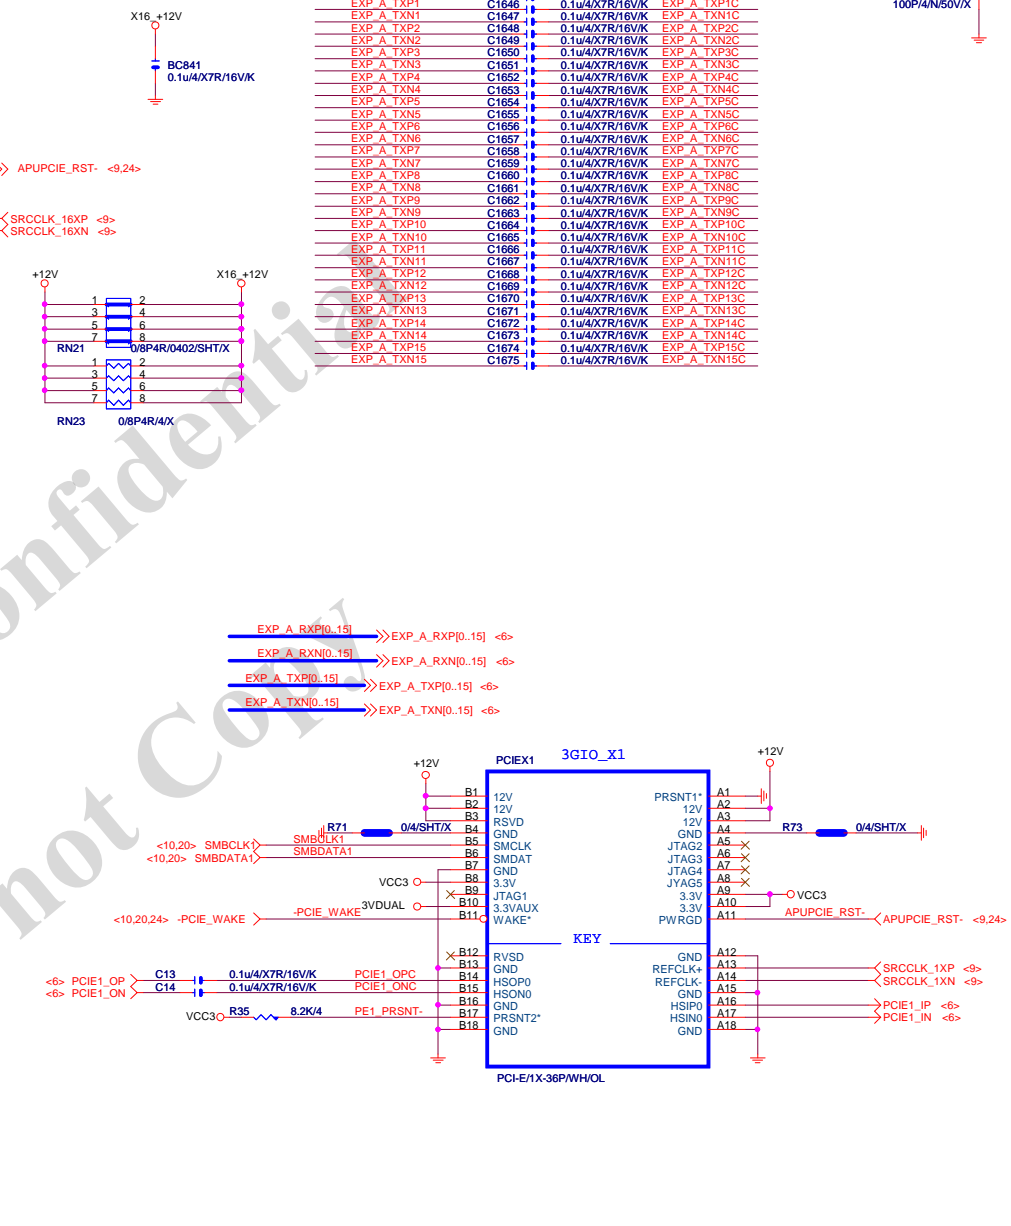 EXP_A_TXP1 C1646 0.1u/4/X7R/16V/K EXP_A_TXP1C
100P/4/N/50V/X
X16_+12V
EXP_A_TXN1 C1647 0.1u/4/X7R/16V/K EXP_A_TXN1C
EXP_A_TXP2 C1648 0.1u/4/X7R/16V/K EXP_A_TXP2C
EXP_A_TXN2 C1649 0.1u/4/X7R/16V/K EXP_A_TXN2C
EXP_A_TXP3 C1650 0.1u/4/X7R/16V/K EXP_A_TXP3C
EXP_A_TXN3 C1651 0.1u/4/X7R/16V/K EXP_A_TXN3C
BC841
0.1u/4/X7R/16V/K
EXP_A_TXP4 C1652 0.1u/4/X7R/16V/K EXP_A_TXP4C
EXP_A_TXN4 C1653 0.1u/4/X7R/16V/K EXP_A_TXN4C
EXP_A_TXP5 C1654 0.1u/4/X7R/16V/K EXP_A_TXP5C
EXP_A_TXN5 C1655 0.1u/4/X7R/16V/K EXP_A_TXN5C
EXP_A_TXP6 C1656 0.1u/4/X7R/16V/K EXP_A_TXP6C
EXP_A_TXN6 C1657 0.1u/4/X7R/16V/K EXP_A_TXN6C
EXP_A_TXP7 C1658 0.1u/4/X7R/16V/K EXP_A_TXP7C
EXP_A_TXN7 C1659 0.1u/4/X7R/16V/K EXP_A_TXN7C
APUPCIE_RST- <9,24>
EXP_A_TXP8 C1660 0.1u/4/X7R/16V/K EXP_A_TXP8C
EXP_A_TXN8 C1661 0.1u/4/X7R/16V/K EXP_A_TXN8C
EXP_A_TXP9 C1662 0.1u/4/X7R/16V/K EXP_A_TXP9C
EXP_A_TXN9 C1663 0.1u/4/X7R/16V/K EXP_A_TXN9C
SRCCLK_16XP <9>
SRCCLK_16XN <9>
EXP_A_TXP10 C1664 0.1u/4/X7R/16V/K EXP_A_TXP10C
EXP_A_TXN10 C1665 0.1u/4/X7R/16V/K EXP_A_TXN10C
EXP_A_TXP11 C1666 0.1u/4/X7R/16V/K EXP_A_TXP11C
EXP_A_TXN11 C1667 0.1u/4/X7R/16V/K EXP_A_TXN11C
EXP_A_TXP12 C1668 0.1u/4/X7R/16V/K EXP_A_TXP12C
EXP_A_TXN12 C1669 0.1u/4/X7R/16V/K EXP_A_TXN12C
EXP_A_TXP13 C1670 0.1u/4/X7R/16V/K EXP_A_TXP13C
EXP_A_TXN13 C1671 0.1u/4/X7R/16V/K EXP_A_TXN13C
EXP_A_TXP14 C1672 0.1u/4/X7R/16V/K EXP_A_TXP14C
EXP_A_TXN14 C1673 0.1u/4/X7R/16V/K EXP_A_TXN14C
EXP_A_TXP15 C1674 0.1u/4/X7R/16V/K EXP_A_TXP15C
EXP_A_TXN15 C1675 0.1u/4/X7R/16V/K EXP_A_TXN15C
+12V X16_+12V
1 2
3 4
5 6
7 8
RN21 0/8P4R/0402/SHT/X
1 2
3 4
5 6
7 8
RN23 0/8P4R/4/X
onfidential
not Copy
EXP_A_RXP[0..15] EXP_A_RXP[0..15] <6>
EXP_A_RXN[0..15] EXP_A_RXN[0..15] <6>
EXP_A_TXP[0..15] EXP_A_TXP[0..15] <6>
EXP_A_TXN[0..15] EXP_A_TXN[0..15] <6>
PCIEX1 3GIO_X1
+12V +12V
B1 12V PRSNT1* A1
B2 12V 12V A2
B3 RSVD 12V A3
R71 0/4/SHT/X B4 GND GND A4 R73 0/4/SHT/X
<10,20> SMBCLK1 SMBCLK1 B5 SMCLK JTAG2 A5
<10,20> SMBDATA1 SMBDATA1 B6 SMDAT JTAG3 A6
B7 GND JTAG4 A7
VCC3 B8 3.3V JYAG5 A8
B9 JTAG1 3.3V A9 VCC3
3VDUAL B10 3.3VAUX 3.3V A10
<10,20,24> -PCIE_WAKE -PCIE_WAKE B11 WAKE* PWRGD A11 APUPCIE_RST- APUPCIE_RST- <9,24>
KEY
B12 RVSD GND A12
B13 GND REFCLK+ A13 SRCCLK_1XP <9>
<6> PCIE1_OP C13 0.1u/4/X7R/16V/K PCIE1_OPC B14 HSOP0 REFCLK- A14 SRCCLK_1XN <9>
<6> PCIE1_ON C14 0.1u/4/X7R/16V/K PCIE1_ONC B15 HSON0 GND A15
B16 GND HSIP0 A16 PCIE1_IP <6>
VCC3 R35 8.2K/4 PE1_PRSNT- B17 PRSNT2* HSIN0 A17 PCIE1_IN <6>
B18 GND GND A18
PCI-E/1X-36P/WH/OL